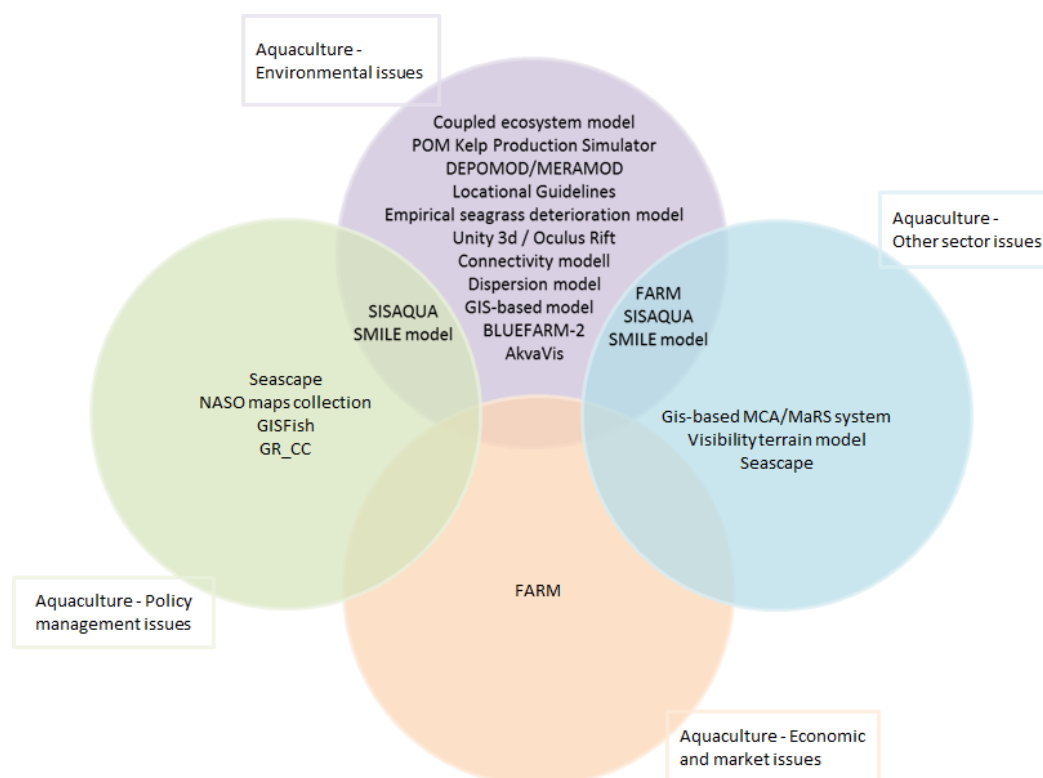 Aquaculture -
Environmental issues
Coupled ecosystem model
POM Kelp Production Simulator
DEPOMOD/MERAMOD
Locational Guidelines
Empirical seagrass deterioration model
Unity 3d / Oculus Rift
Connectivity modell
Dispersion model
GIS-based model
BLUEFARM-2
AkvaVis
Aquaculture -
Other sector issues
SISAQUA
SMILE model
FARM
SISAQUA
SMILE model
Seascape
NASO maps collection
GISFish
GR_CC
Gis-based MCA/MaRS system
Visibility terrain model
Seascape
FARM
Aquaculture - Policy
management issues
Aquaculture - Economic
and market issues